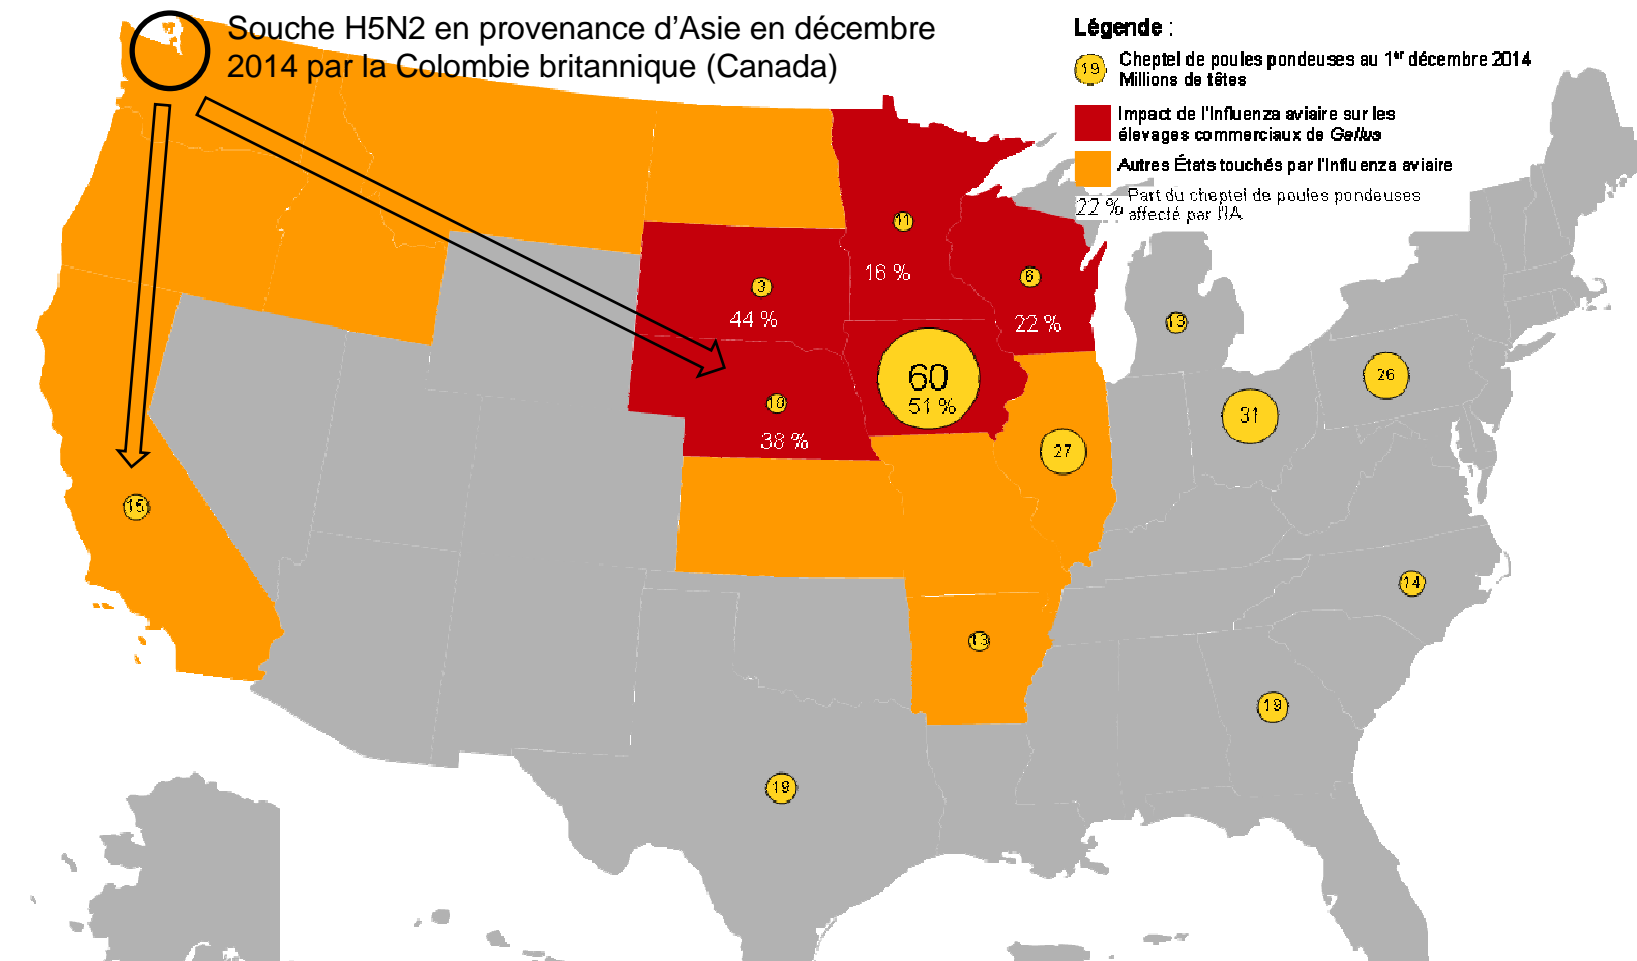 Souche H5N2 en provenance d'Asie en décembre
2014 par la Colombie britannique (Canada)
Légende :
19
Cheptel de poules pondeuses au 1er décembre 2014
Millions de têtes
Impact de l'Influenza aviaire sur les
élevages commerciaux de Gallus
Autres États touchés par l'Influenza aviaire
22 %
Part du cheptel de poules pondeuses
affecté par l'IA
11
16 %
3
44 %
6
22 %
13
60
51 %
10
38 %
26
31
27
15
14
13
19
19